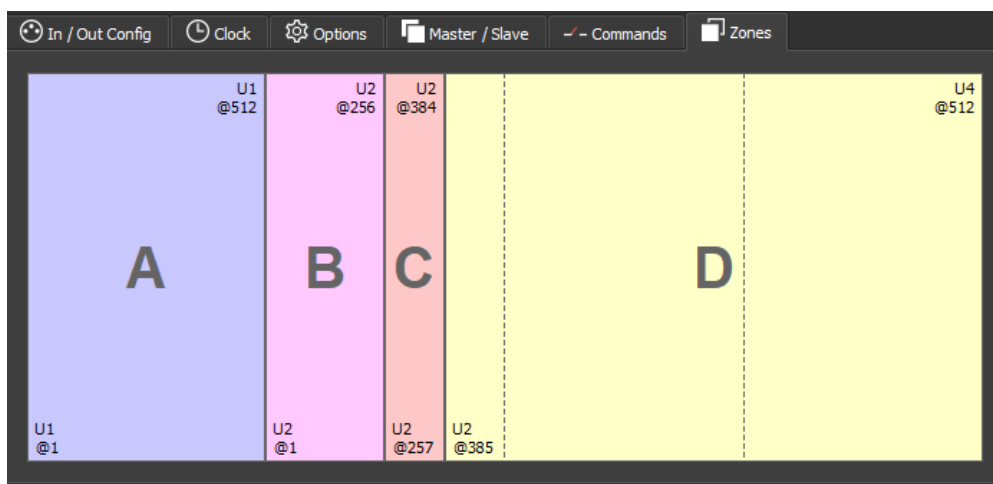 In / Out Config Clock Options Master / Slave Commands Zones
U1 U2 U2 U4
@512 @256 @384 @512
A B C D
U1 U2 U2 U2
@1 @1 @257 @385